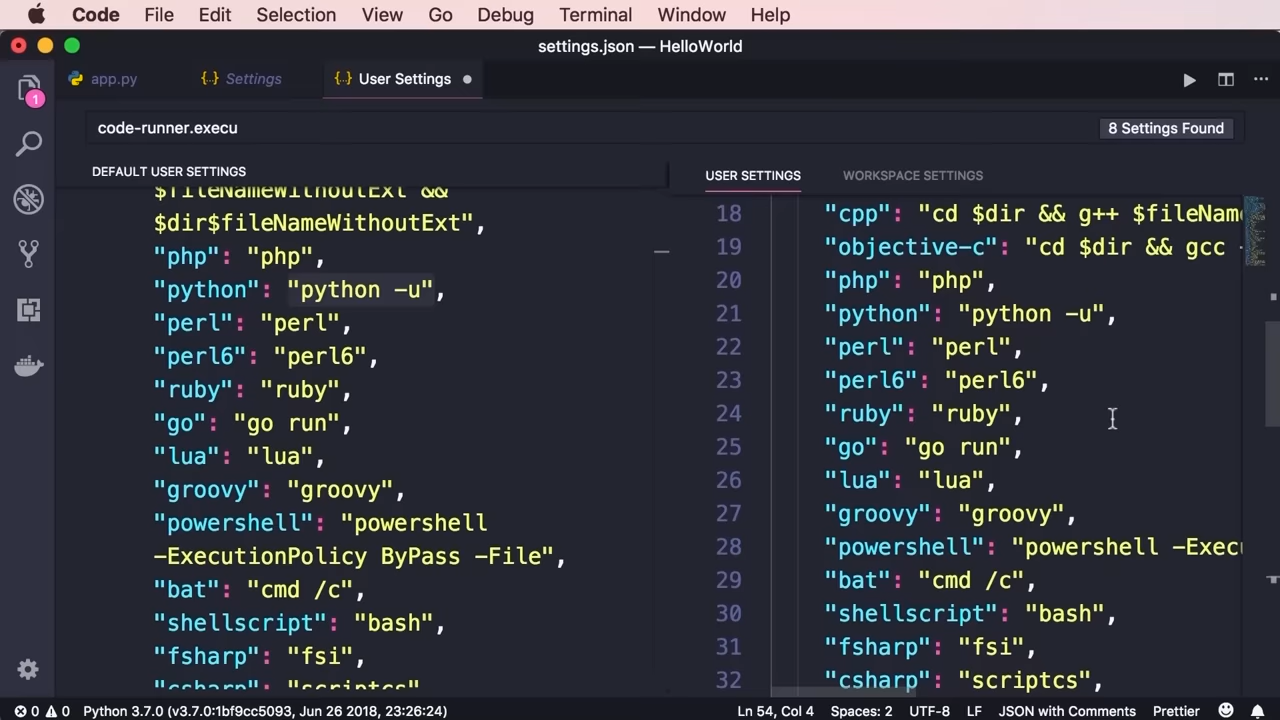 Code File Edit Selection View Go Debug Terminal Window Help
settings.json — HelloWorld
app.py {..} Settings {..} User Settings
code-runner.execu 8 Settings Found
DEFAULT USER SETTINGS
$fileNameWithoutExt &&
$dir$fileNameWithoutExt",
"php": "php",
"python": "python -u",
"perl": "perl",
"perl6": "perl6",
"ruby": "ruby",
"go": "go run",
"lua": "lua",
"groovy": "groovy",
"powershell": "powershell
-ExecutionPolicy ByPass -File",
"bat": "cmd /c",
"shellscript": "bash",
"fsharp": "fsi",
"csharp": "scriptcs"
USER SETTINGS WORKSPACE SETTINGS
18 "cpp": "cd $dir && g++ $fileName
19 "objective-c": "cd $dir && gcc -
20 "php": "php",
21 "python": "python -u",
22 "perl": "perl",
23 "perl6": "perl6",
24 "ruby": "ruby",
25 "go": "go run",
26 "lua": "lua",
27 "groovy": "groovy",
28 "powershell": "powershell -Execu
29 "bat": "cmd /c",
30 "shellscript": "bash",
31 "fsharp": "fsi",
32 "csharp": "scriptcs",
1
0 0 Python 3.7.0 (v3.7.0:1bf9cc5093, Jun 26 2018, 23:26:24) Ln 54, Col 4 Spaces: 2 UTF-8 LF JSON with Comments Prettier